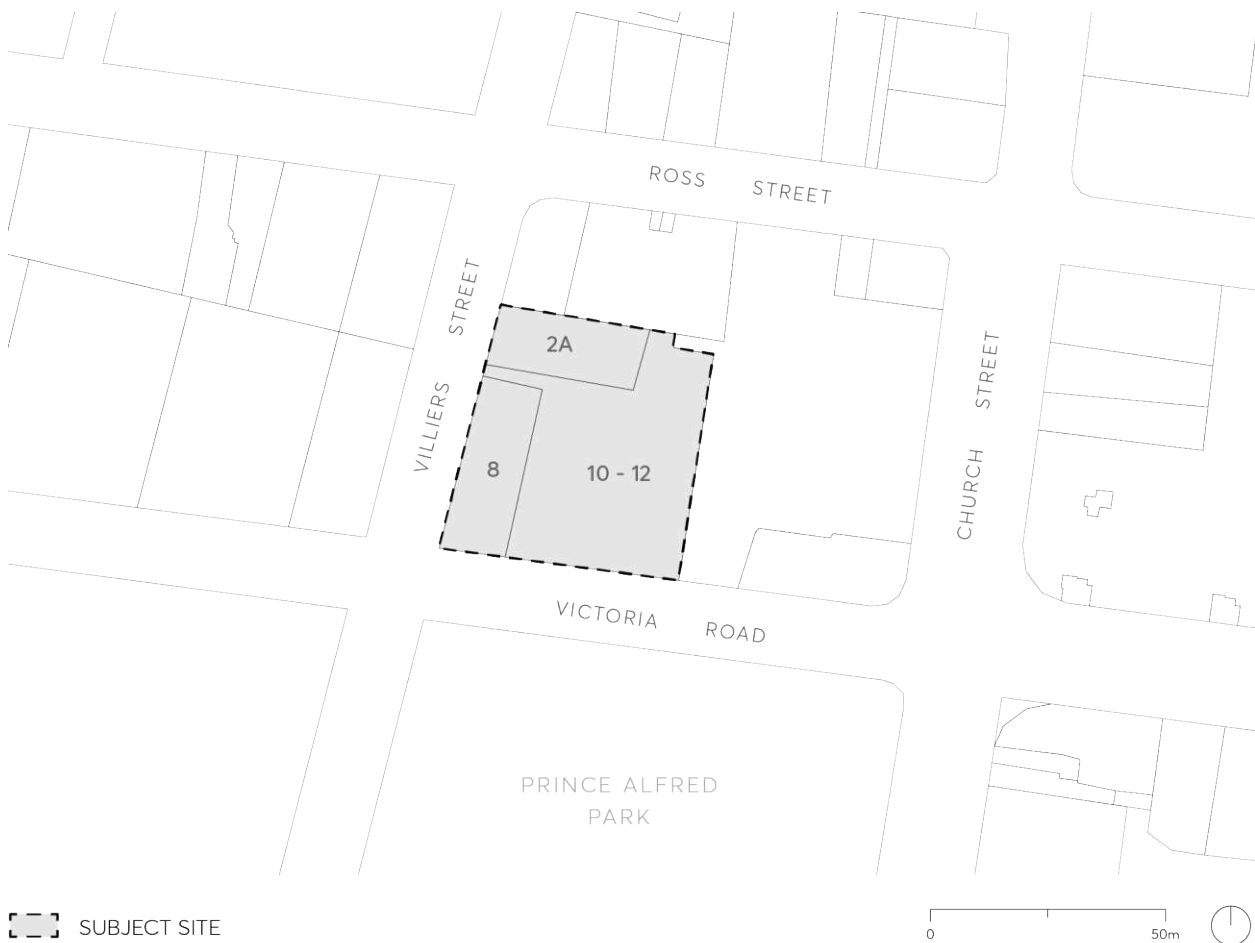 ROSS STREET
VILLIERS STREET
2A
8
10 - 12
CHURCH STREET
VICTORIA ROAD
PRINCE ALFRED
PARK
SUBJECT SITE
0 50m